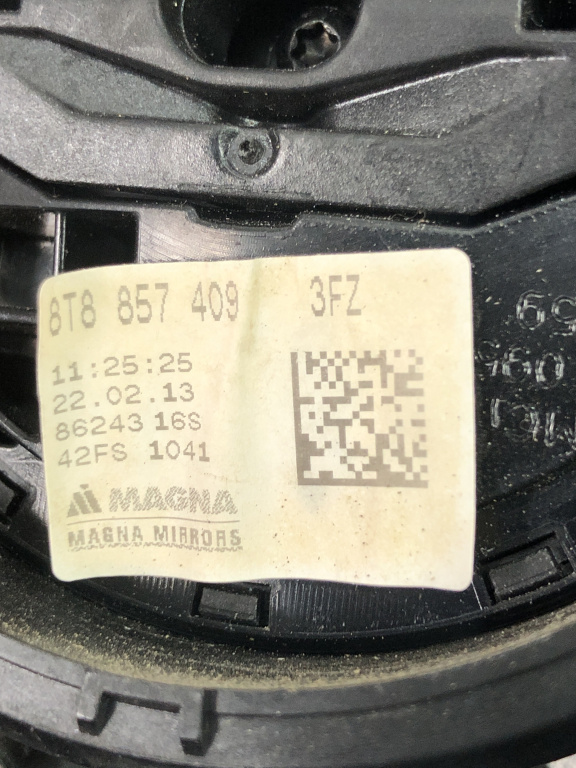 8T8 857 409 3FZ
11:25:25
22.02.13
86243 16S
42FS 1041
MAGNA
MAGNA MIRRORS